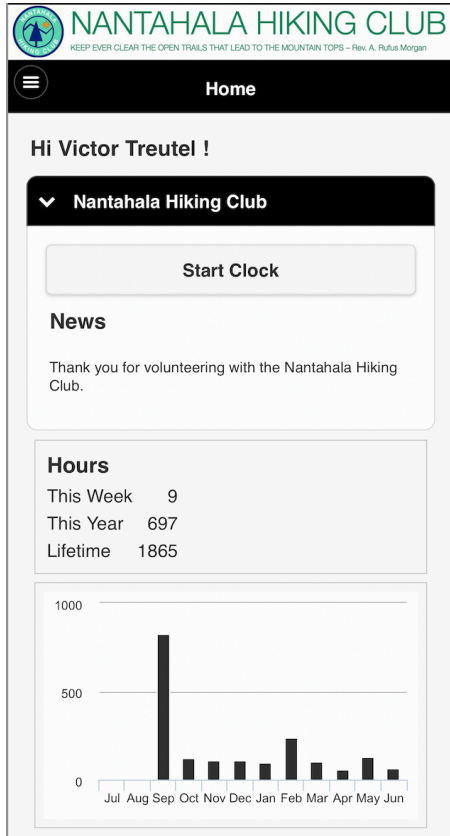 NANTAHALA
HIKING CLUB
NANTAHALA HIKING CLUB
KEEP EVER CLEAR THE OPEN TRAILS THAT LEAD TO THE MOUNTAIN TOPS – Rev. A. Rufus Morgan
Home
Hi Victor Treutel !
Nantahala Hiking Club
Start Clock
News
Thank you for volunteering with the Nantahala Hiking
Club.
Hours
This Week 9
This Year 697
Lifetime 1865
1000
500
0
Jul Aug Sep Oct Nov Dec Jan Feb Mar Apr May Jun